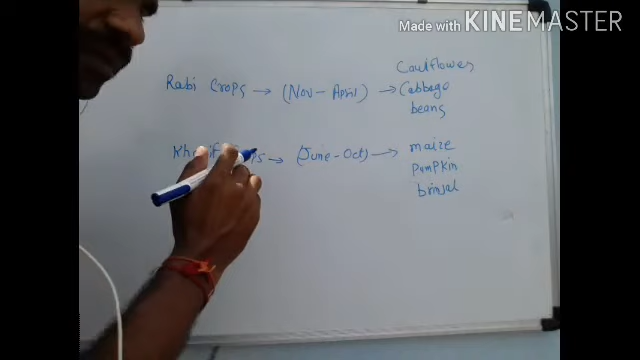 Made with KINEMASTER
Rabi Crops → (Nov - April) → Cauliflower
Cabbage
beans
(June - Oct) → maize
Pumpkin
brinjal